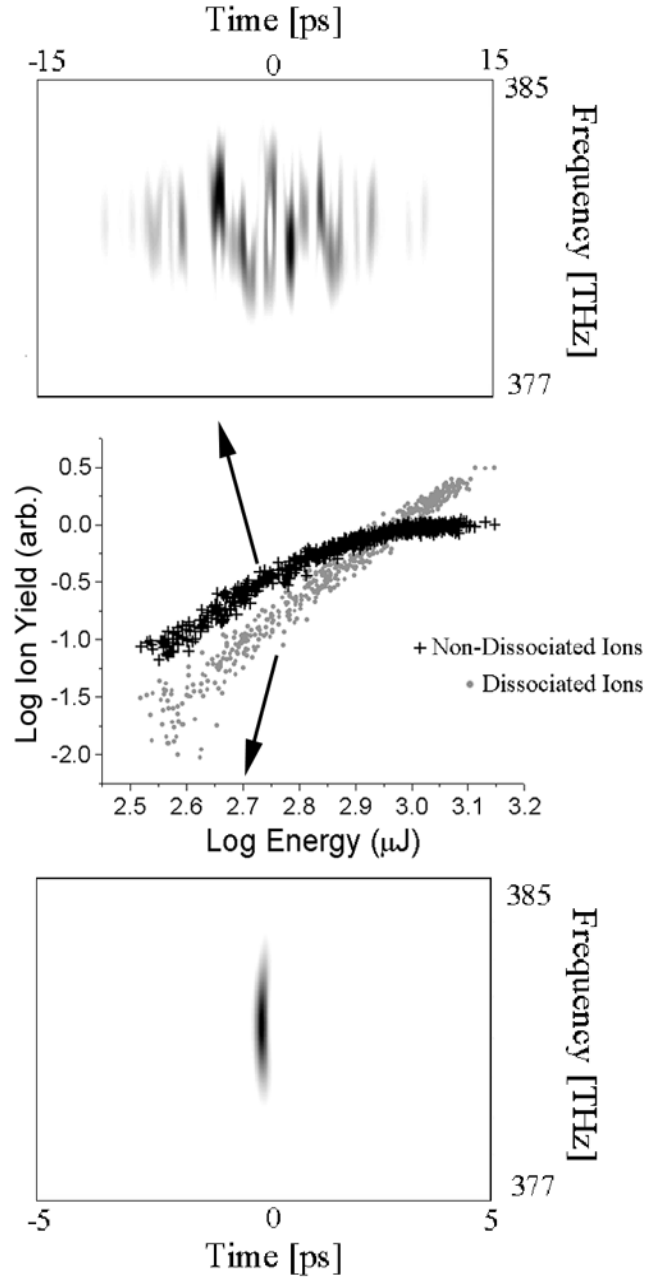 Time [ps]
-15 0 15
385
Frequency [THz]
377
Log Ion Yield (arb.)
0.5
0.0
-0.5
-1.0
-1.5
-2.0
+ Non-Dissociated Ions
Dissociated Ions
2.5 2.6 2.7 2.8 2.9 3.0 3.1 3.2
Log Energy (μJ)
385
Frequency [THz]
377
-5 0 5
Time [ps]